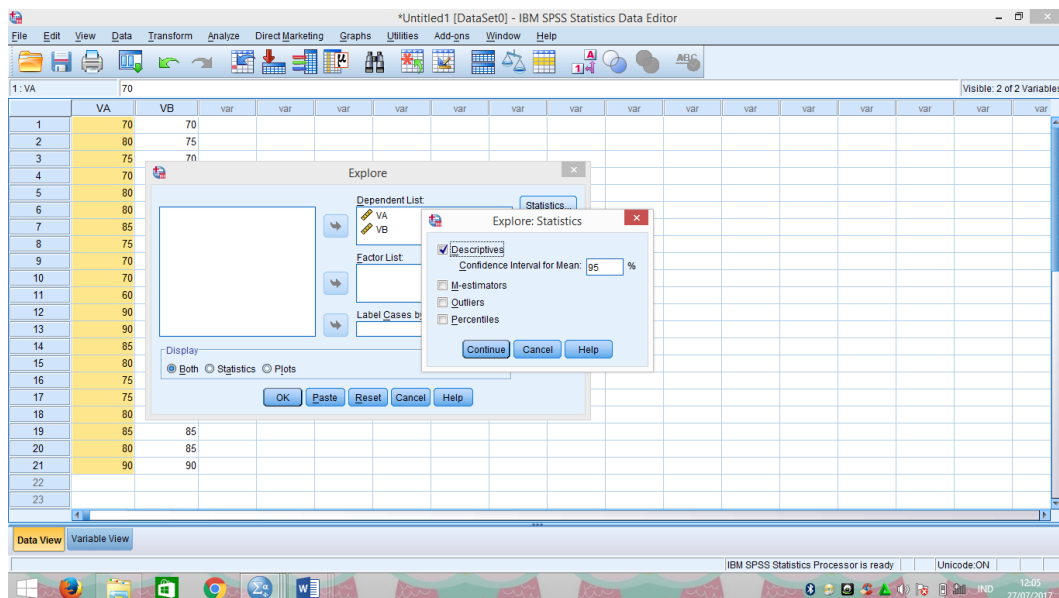 *Untitled1 [DataSet0] - IBM SPSS Statistics Data Editor
File Edit View Data Transform Analyze Direct Marketing Graphs Utilities Add-ons Window Help
1 : VA 70 Visible: 2 of 2 Variables
VA VB var var var var var var var var var var var var var
1 70 70
2 80 75
3 75 70
4 70
5 80
6 80
7 85
8 75
9 70
10 70
11 60
12 90
13 90
14 85
15 80
16 75
17 75
18 80
19 85 85
20 80 85
21 90 90
22
23
Explore
Dependent List:
VA
VB
Statistics...
Factor List:
Label Cases by
Display
Both Statistics Plots
OK Paste Reset Cancel Help
Explore: Statistics
Descriptives
Confidence Interval for Mean: 95 %
M-estimators
Outliers
Percentiles
Continue Cancel Help
Data View Variable View
IBM SPSS Statistics Processor is ready Unicode:ON
IND 12:05
27/07/2017